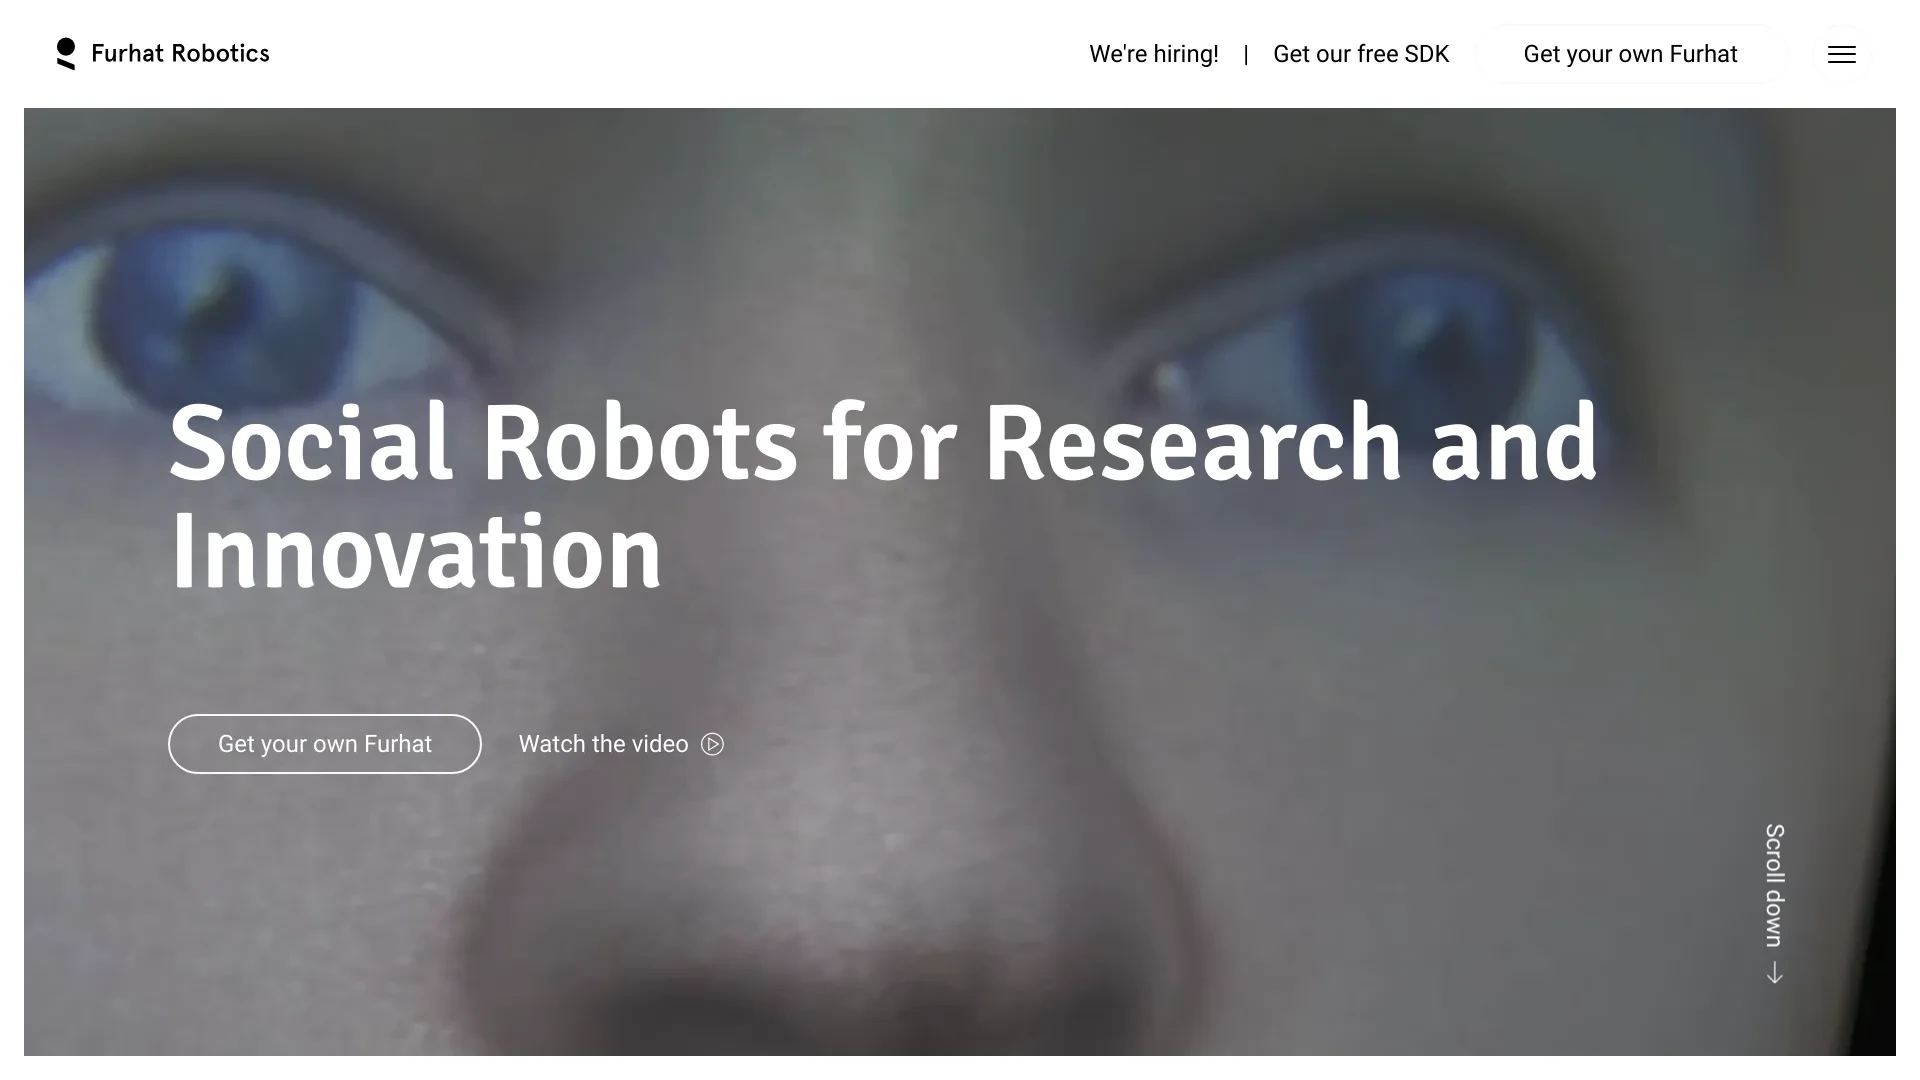 Furhat Robotics
We're hiring! | Get our free SDK
Get your own Furhat
Social Robots for Research and
Innovation
Get your own Furhat
Watch the video
Scroll down